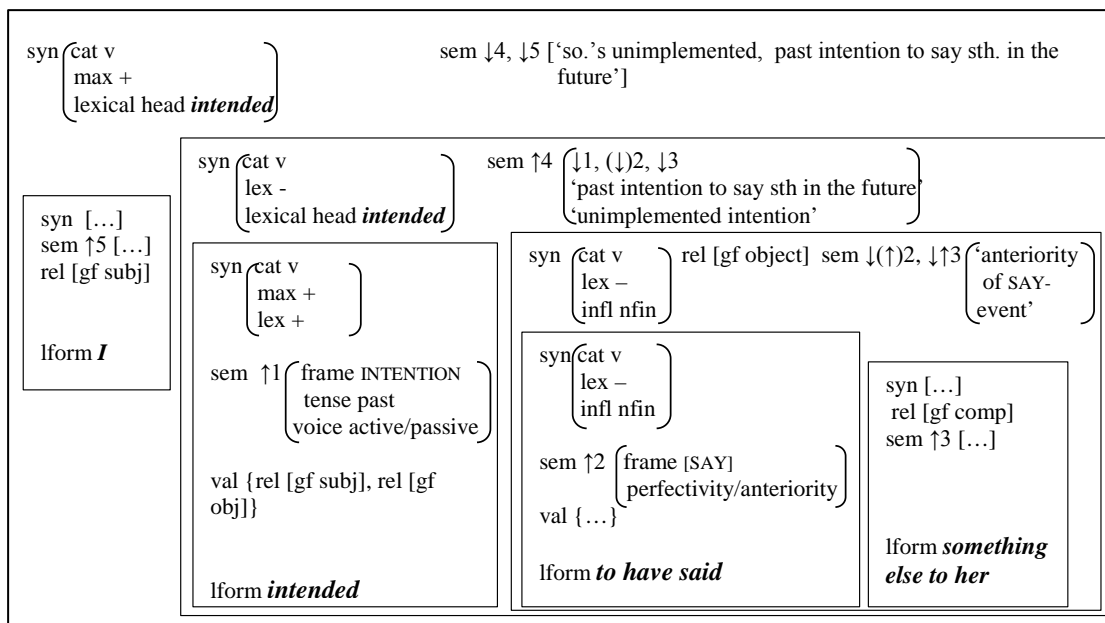 syn cat v
max +
lexical head intended
sem ↓4, ↓5 ['so.'s unimplemented, past intention to say sth. in the
future']
syn […]
sem ↑5 […]
rel [gf subj]
lform I
syn cat v
lex -
lexical head intended
sem ↑4 ↓1, (↓)2, ↓3
'past intention to say sth in the future'
'unimplemented intention'
syn cat v
max +
lex +
sem ↑1 frame INTENTION
tense past
voice active/passive
val {rel [gf subj], rel [gf
obj]}
lform intended
syn cat v
lex –
infl nfin
rel [gf object] sem ↓(↑)2, ↓↑3 'anteriority
of SAY-
event'
syn cat v
lex –
infl nfin
sem ↑2 frame [SAY]
perfectivity/anteriority
val {…}
lform to have said
syn […]
rel [gf comp]
sem ↑3 […]
lform something
else to her